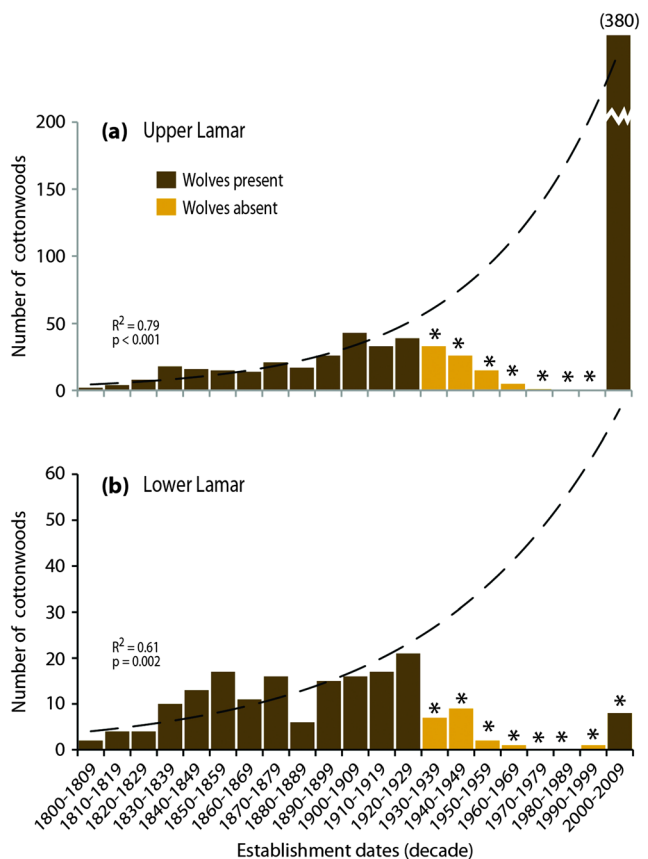 (380)
200
(a) Upper Lamar
Wolves present
Wolves absent
150
100
50
0
Number of cottonwoods
R² = 0.79
p < 0.001
* * * * * * *
60
(b) Lower Lamar
50
40
30
20
10
0
Number of cottonwoods
R² = 0.61
p = 0.002
* * * * * * * *
1800-1809
1810-1819
1820-1829
1830-1839
1840-1849
1850-1859
1860-1869
1870-1879
1880-1889
1890-1899
1900-1909
1910-1919
1920-1929
1930-1939
1940-1949
1950-1959
1960-1969
1970-1979
1980-1989
1990-1999
2000-2009
Establishment dates (decade)